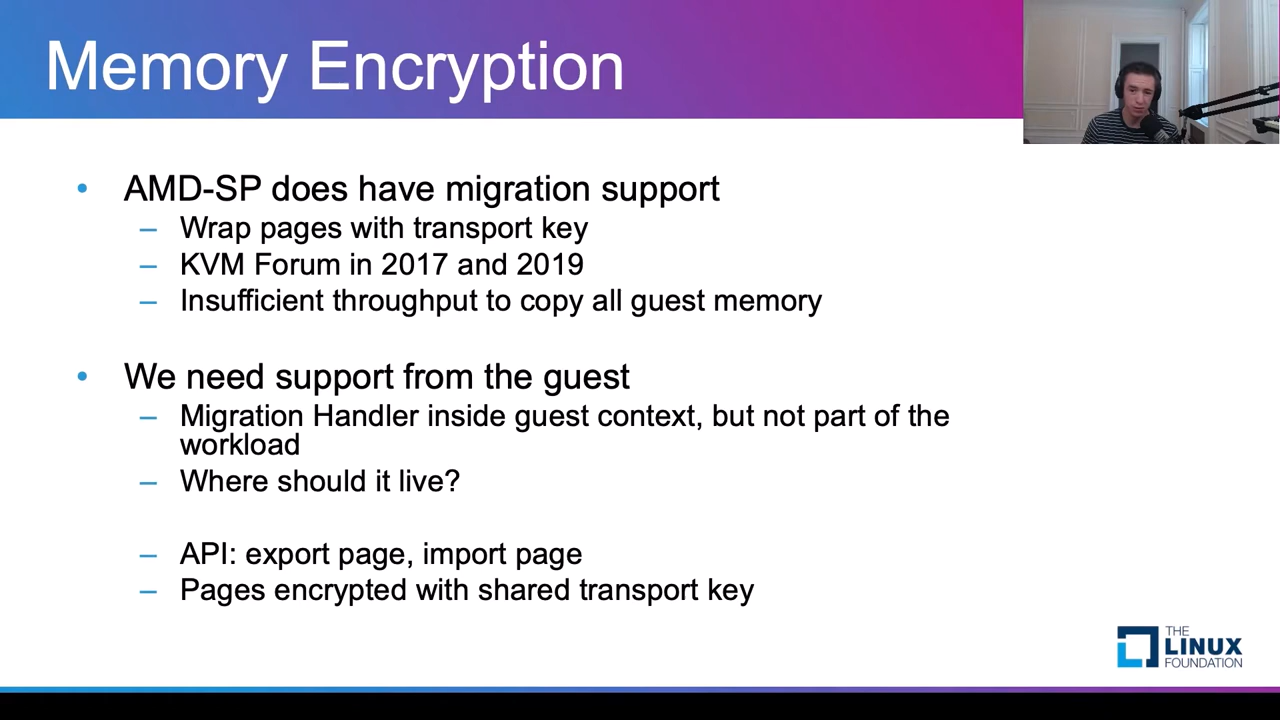 Memory Encryption
• AMD-SP does have migration support
– Wrap pages with transport key
– KVM Forum in 2017 and 2019
– Insufficient throughput to copy all guest memory
• We need support from the guest
– Migration Handler inside guest context, but not part of the
workload
– Where should it live?
– API: export page, import page
– Pages encrypted with shared transport key
THE
LINUX
FOUNDATION